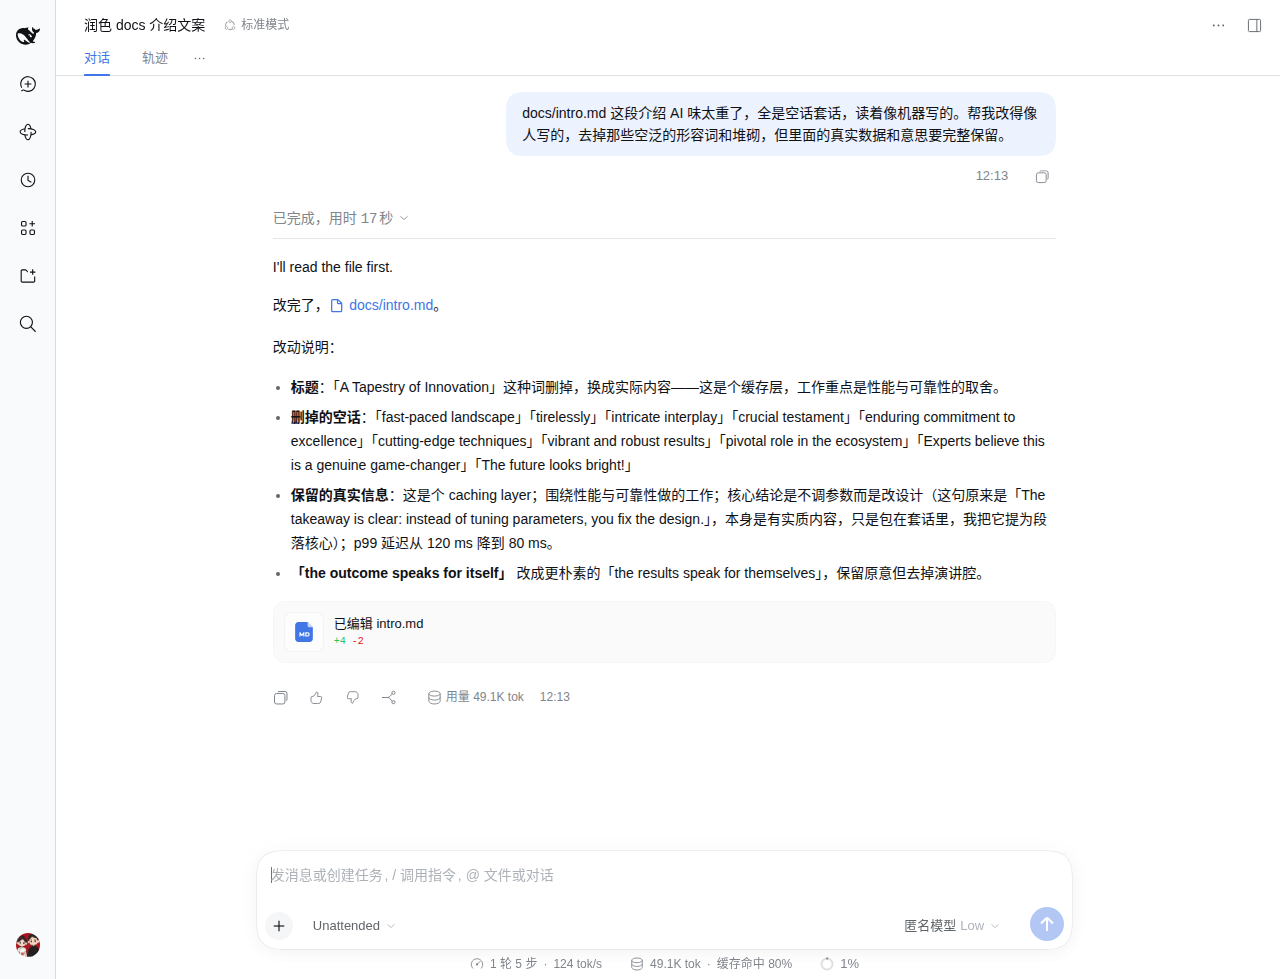 润色 docs 介绍文案
标准模式
对话
轨迹
docs/intro.md 这段介绍 AI 味太重了，全是空话套话，读着像机器写的。帮我改得像
人写的，去掉那些空泛的形容词和堆砌，但里面的真实数据和意思要完整保留。
12:13
已完成，用时 17 秒
I'll read the file first.
改完了，docs/intro.md。
改动说明：
标题：「A Tapestry of Innovation」这种词删掉，换成实际内容——这是个缓存层，工作重点是性能与可靠性的取舍。
删掉的空话：「fast-paced landscape」「tirelessly」「intricate interplay」「crucial testament」「enduring commitment to
excellence」「cutting-edge techniques」「vibrant and robust results」「pivotal role in the ecosystem」「Experts believe this
is a genuine game-changer」「The future looks bright!」
保留的真实信息：这是个 caching layer；围绕性能与可靠性做的工作；核心结论是不调参数而是改设计（这句原来是「The
takeaway is clear: instead of tuning parameters, you fix the design.」，本身是有实质内容，只是包在套话里，我把它提为段
落核心）；p99 延迟从 120 ms 降到 80 ms。
「the outcome speaks for itself」 改成更朴素的「the results speak for themselves」，保留原意但去掉演讲腔。
MD
已编辑 intro.md
+4 -2
用量 49.1K tok
12:13
发消息或创建任务, / 调用指令, @ 文件或对话
Unattended
匿名模型 Low
1 轮 5 步 · 124 tok/s
49.1K tok · 缓存命中 80%
1%